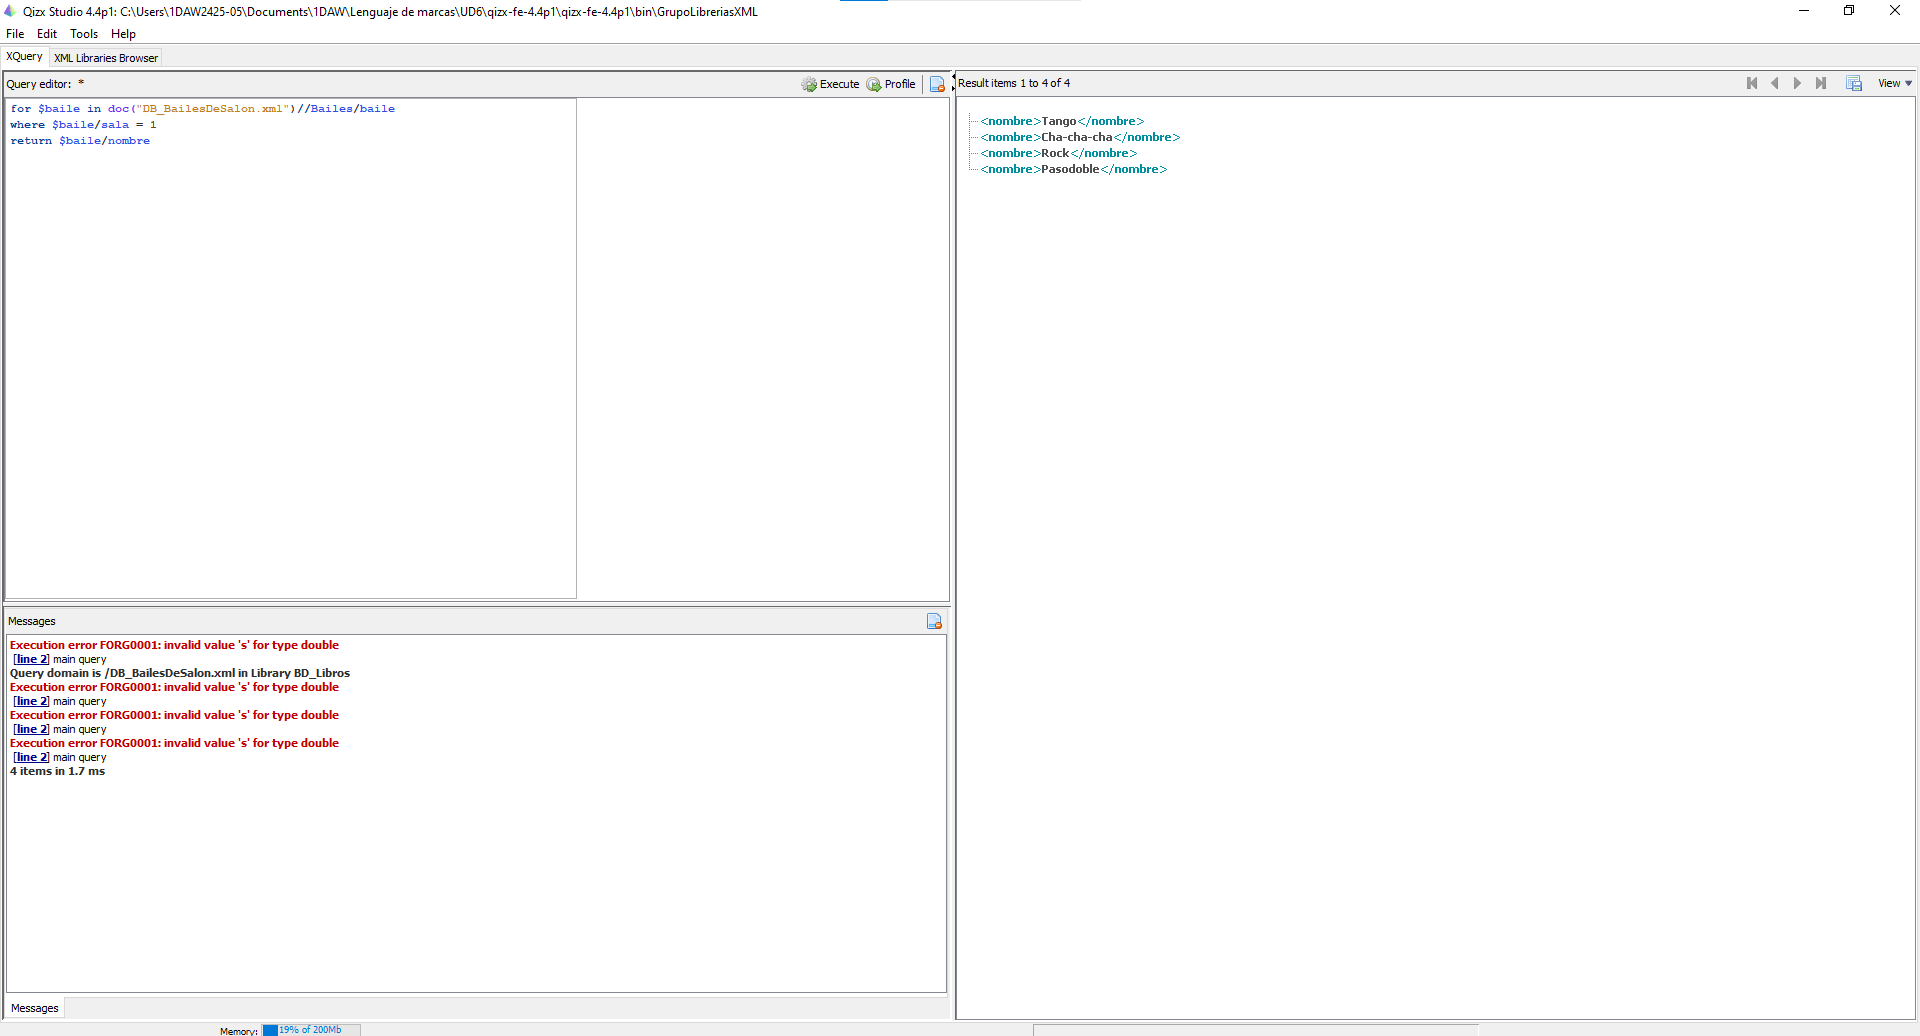 Qizx Studio 4.4p1: C:\Users\1DAW2425-05\Documents\1DAW\Lenguaje de marcas\UD6\qizx-fe-4.4p1\qizx-fe-4.4p1\bin\GrupoLibreriasXML
File Edit Tools Help
XQuery XML Libraries Browser
Query editor: * Execute Profile
for $baile in doc("DB_BailesDeSalon.xml")//Bailes/baile
where $baile/sala = 1
return $baile/nombre
Messages
Execution error FORG0001: invalid value 's' for type double
[line 2] main query
Query domain is /DB_BailesDeSalon.xml in Library BD_Libros
Execution error FORG0001: invalid value 's' for type double
[line 2] main query
Execution error FORG0001: invalid value 's' for type double
[line 2] main query
Execution error FORG0001: invalid value 's' for type double
[line 2] main query
4 items in 1.7 ms
Messages
Result items 1 to 4 of 4 View
<nombre>Tango</nombre>
<nombre>Cha-cha-cha</nombre>
<nombre>Rock</nombre>
<nombre>Pasodoble</nombre>
Memory: 19% of 200Mb